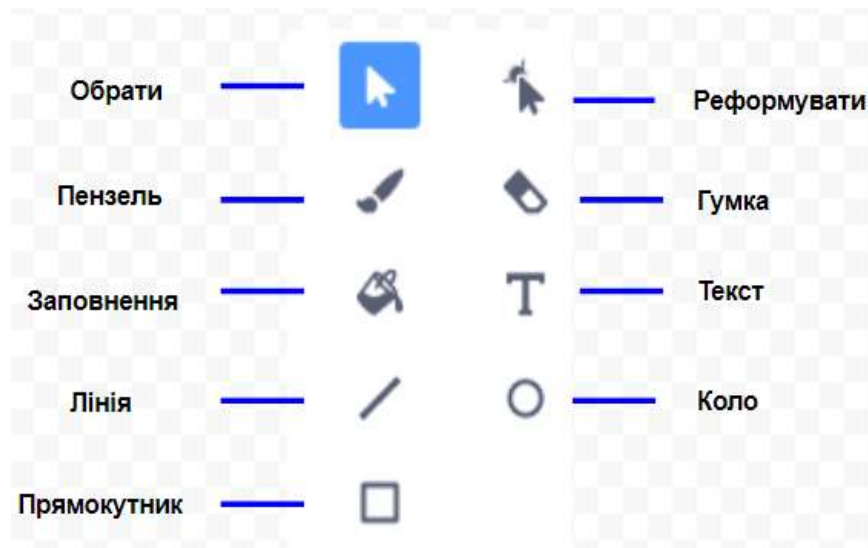 Обрати
Реформувати
Пензель
Гумка
Заповнення
Текст
Лінія
Коло
Прямокутник